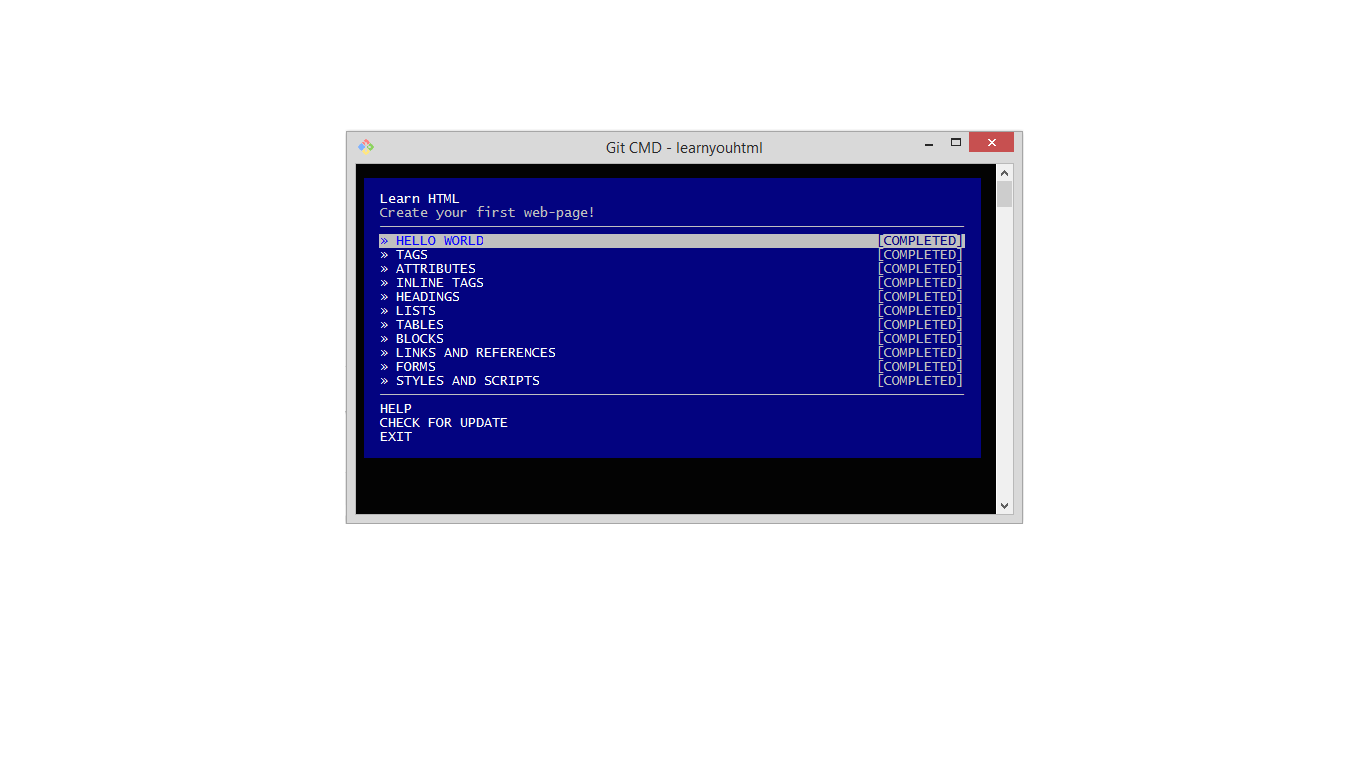 Git CMD - learnyouhtml
Learn HTML
Create your first web-page!
» HELLO WORLD [COMPLETED]
» TAGS [COMPLETED]
» ATTRIBUTES [COMPLETED]
» INLINE TAGS [COMPLETED]
» HEADINGS [COMPLETED]
» LISTS [COMPLETED]
» TABLES [COMPLETED]
» BLOCKS [COMPLETED]
» LINKS AND REFERENCES [COMPLETED]
» FORMS [COMPLETED]
» STYLES AND SCRIPTS [COMPLETED]
HELP
CHECK FOR UPDATE
EXIT